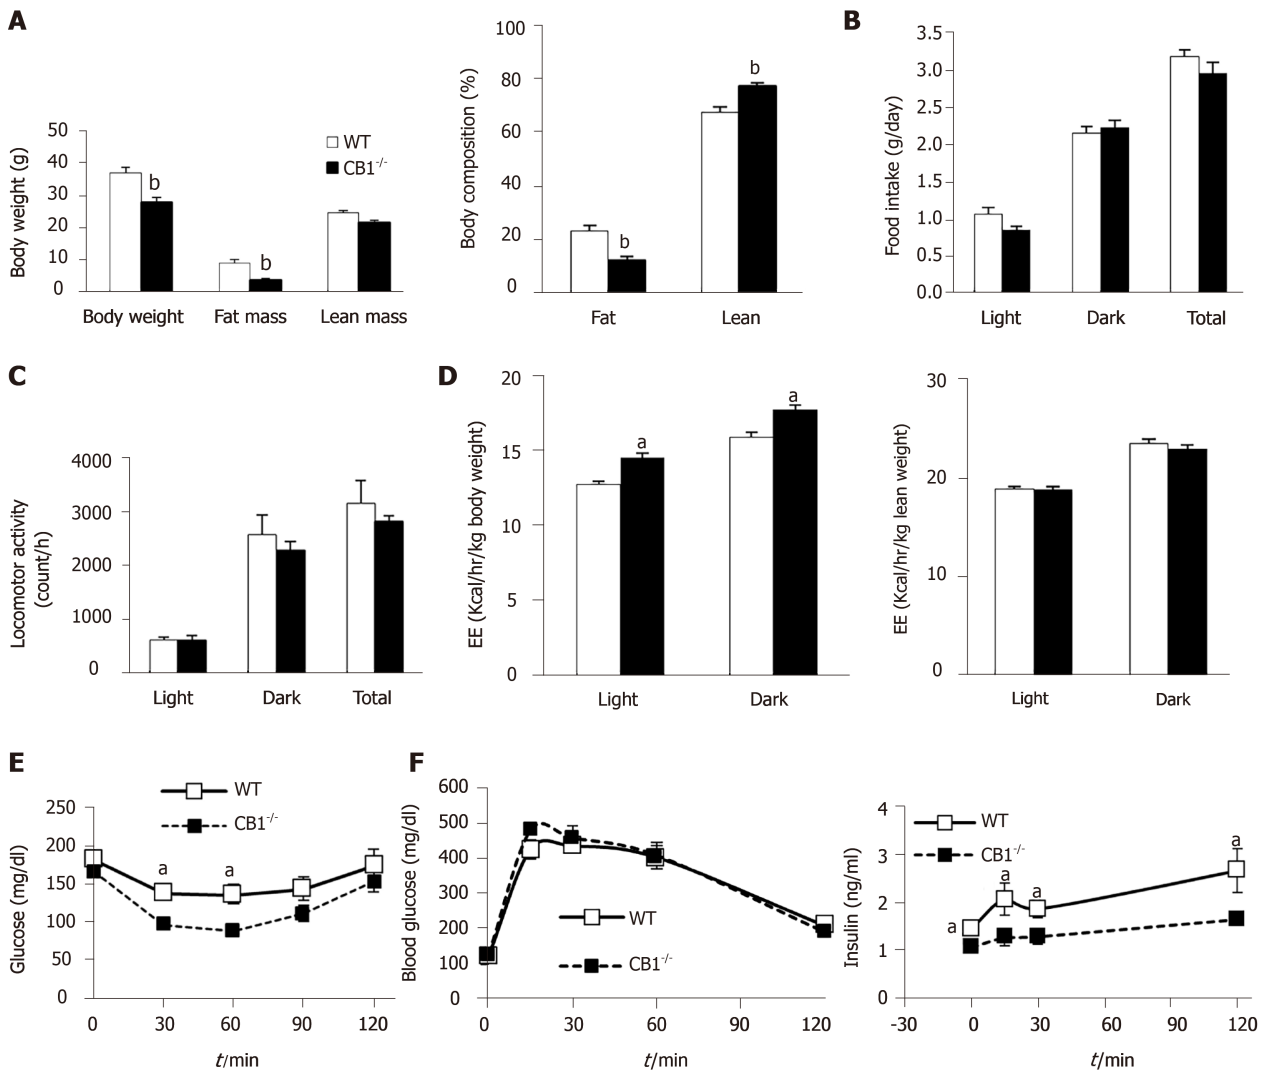 A
Body weight (g)
50
40
30
20
10
0
b
b
WT
CB1-/-
Body weight
Fat mass
Lean mass
Body composition (%)
100
80
60
40
20
0
b
b
Fat
Lean
B
Food intake (g/day)
3.5
3.0
2.5
2.0
1.5
1.0
0.5
0.0
Light
Dark
Total
C
Locomotor activity
(count/h)
4000
3000
2000
1000
0
Light
Dark
Total
D
EE (Kcal/hr/kg body weight)
20
15
10
5
0
a
a
Light
Dark
EE (Kcal/hr/kg lean weight)
30
20
10
0
Light
Dark
E
WT
CB1-/-
Glucose (mg/dl)
250
200
150
100
50
0
a
a
0
30
60
90
120
t/min
F
Blood glucose (mg/dl)
600
500
400
300
200
100
0
WT
CB1-/-
0
30
60
90
120
t/min
Insulin (ng/ml)
4
3
2
1
0
WT
CB1-/-
a
a
a
a
-30
0
30
60
90
120
t/min